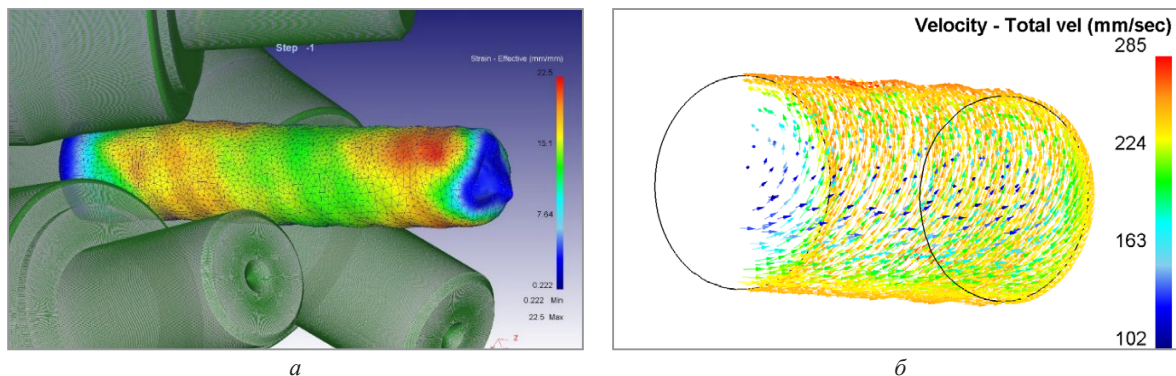 Step -1
Strain - Effective (mm/mm)
22.5
15.1
7.64
0.222
0.222 Min
22.5 Max
Z
а
Velocity - Total vel (mm/sec)
285
224
163
102
б